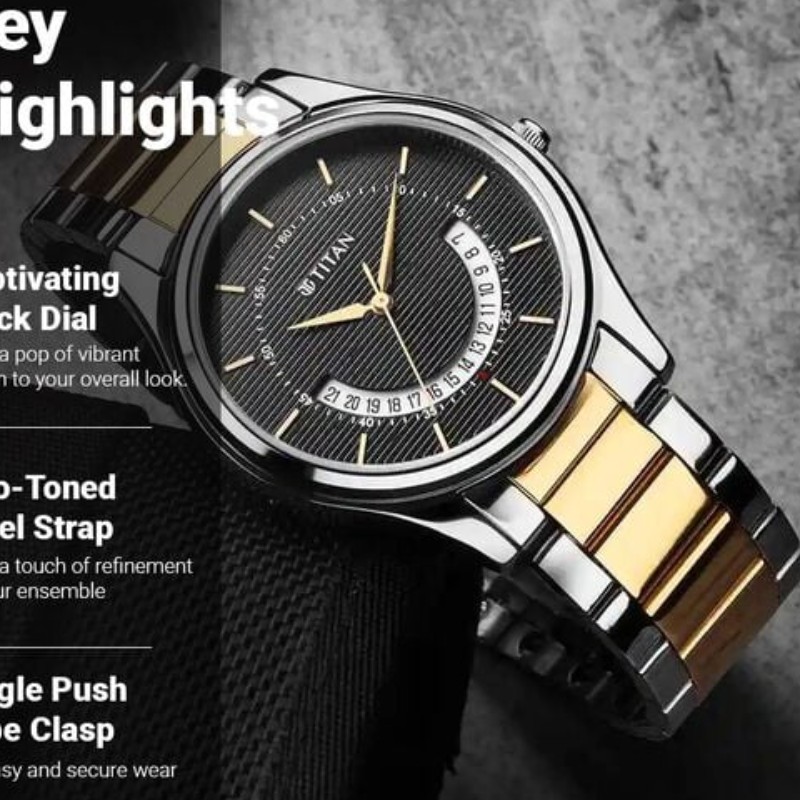 ey
ighlights
otivating
ck Dial
a pop of vibrant
n to your overall look.
o-Toned
el Strap
a touch of refinement
ur ensemble
gle Push
pe Clasp
asy and secure wear
TITAN
60
05
10
15
20
25
35
40
45
50
55
7 8 9 10 11 12 13 14 15 16 17 18 19 20 21